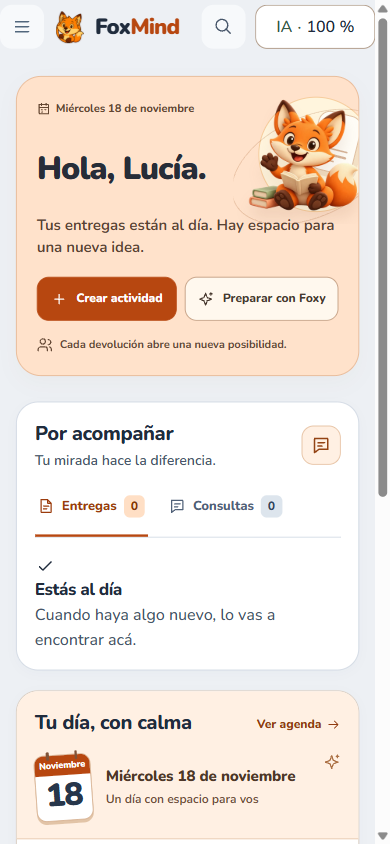 FoxMind
IA · 100 %
Miércoles 18 de noviembre
Hola, Lucía.
Tus entregas están al día. Hay espacio para
una nueva idea.
Crear actividad
Preparar con Foxy
Cada devolución abre una nueva posibilidad.
Por acompañar
Tu mirada hace la diferencia.
Entregas 0
Consultas 0
Estás al día
Cuando haya algo nuevo, lo vas a
encontrar acá.
Tu día, con calma
Ver agenda
Noviembre
18
Miércoles 18 de noviembre
Un día con espacio para vos